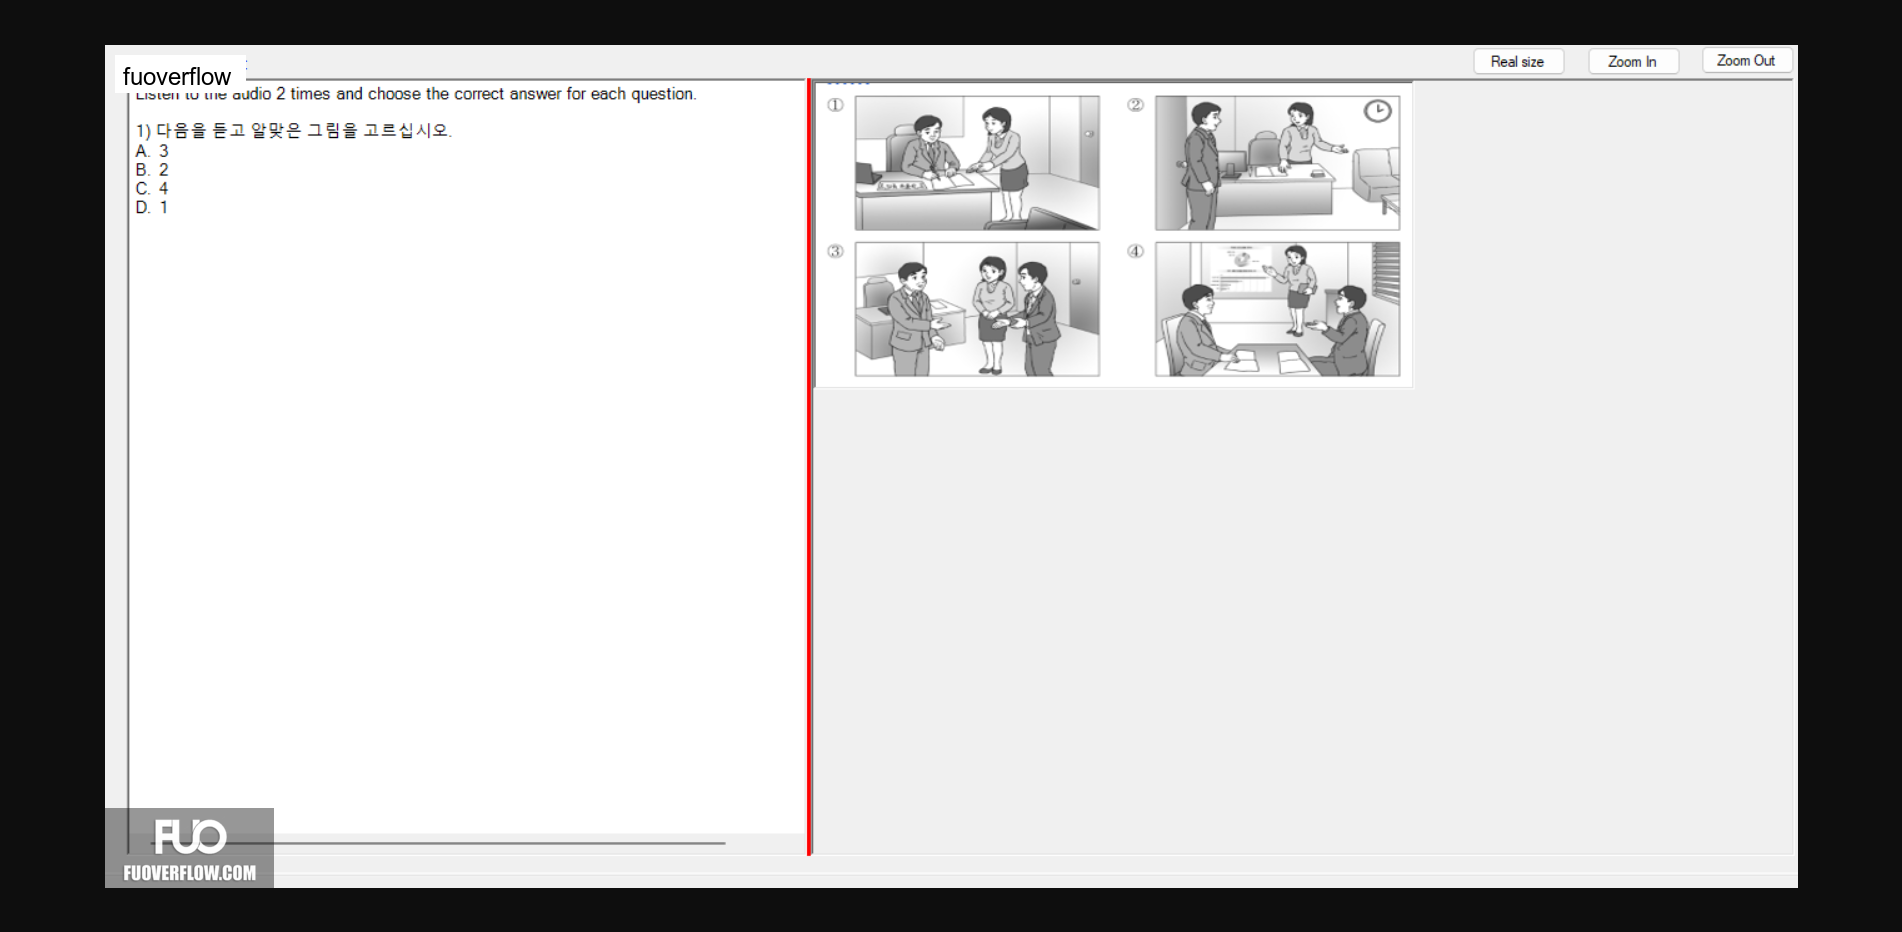 Real size
Zoom In
Zoom Out
fuoverflow
Listen to the audio 2 times and choose the correct answer for each question.
1) 다음을 듣고 알맞은 그림을 고르십시오.
A. 3
B. 2
C. 4
D. 1
①
②
③
④
FUO
FUOVERFLOW.COM